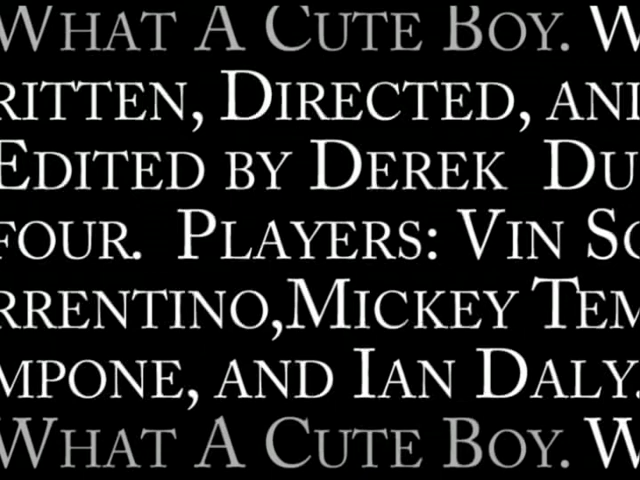 WHAT A CUTE BOY. W
RITTEN, DIRECTED, AND
EDITED BY DEREK DU
FOUR. PLAYERS: VIN SO
RRENTINO, MICKEY TEM
MPONE, AND IAN DALY.
WHAT A CUTE BOY. W